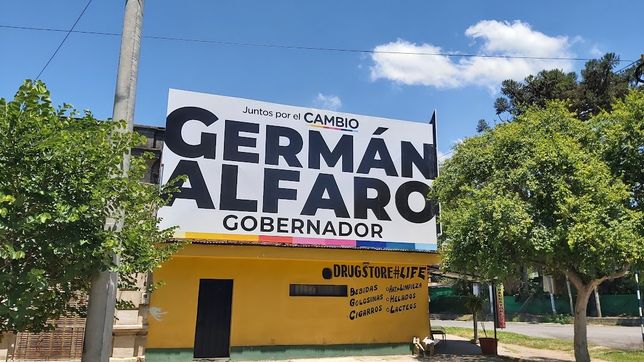 Juntos por el CAMBIO
GERMÁN
ALFARO
GOBERNADOR
DRUGSTORE#LIFE
BEBIDAS o ART. LIMPIEZA
GOLOSINAS o HELADOS
CIGARROS o LACTEOS